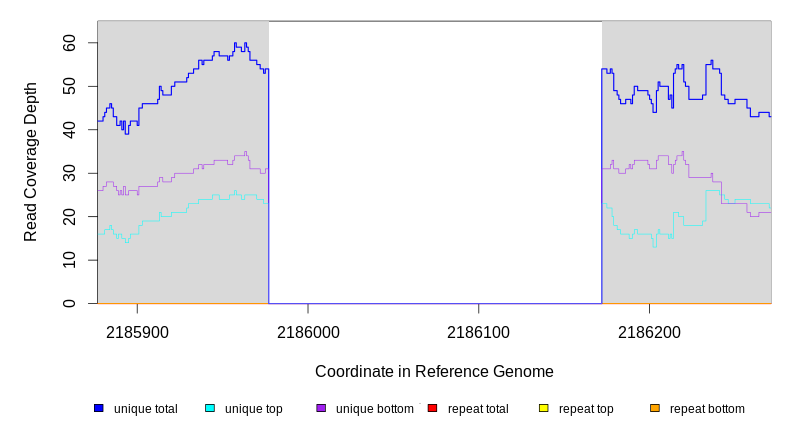 Read Coverage Depth
60
50
40
30
20
10
0
2185900 2186000 2186100 2186200
Coordinate in Reference Genome
unique total unique top unique bottom repeat total repeat top repeat bottom